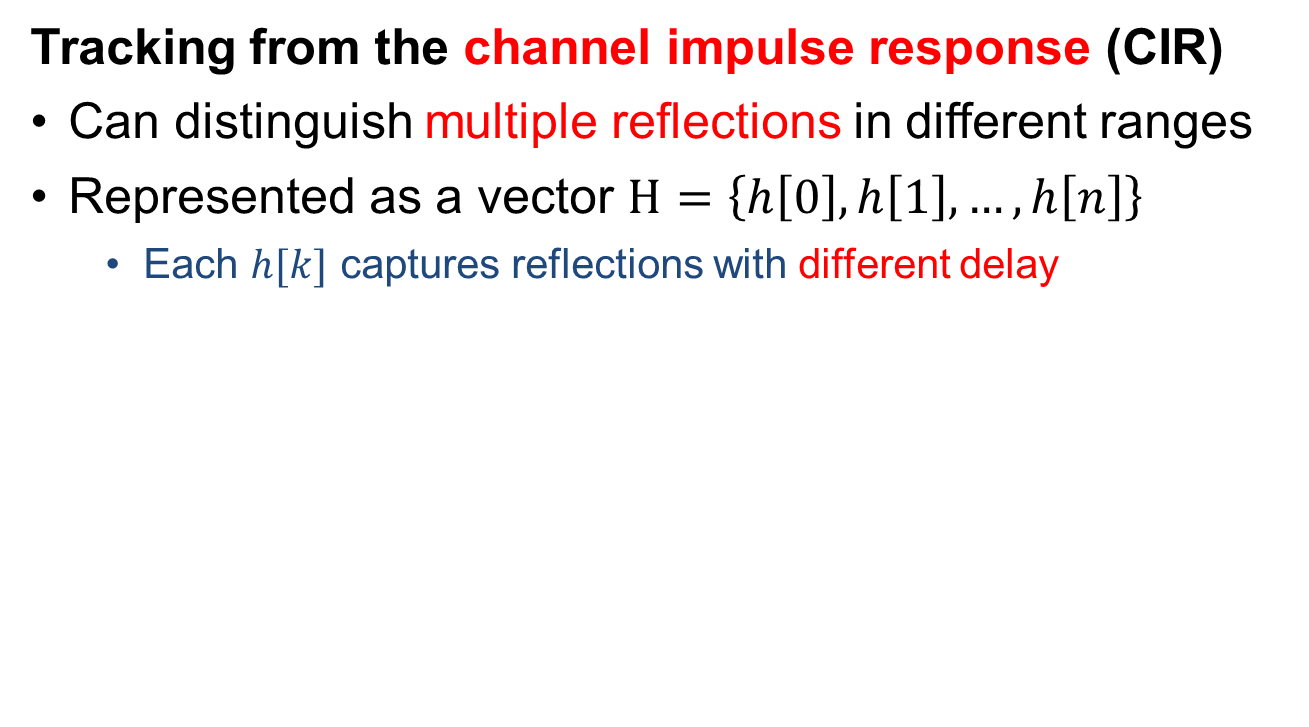 Tracking from the channel impulse response (CIR)
• Can distinguish multiple reflections in different ranges
• Represented as a vector H = {h[0], h[1], … , h[n]}
• Each h[k] captures reflections with different delay